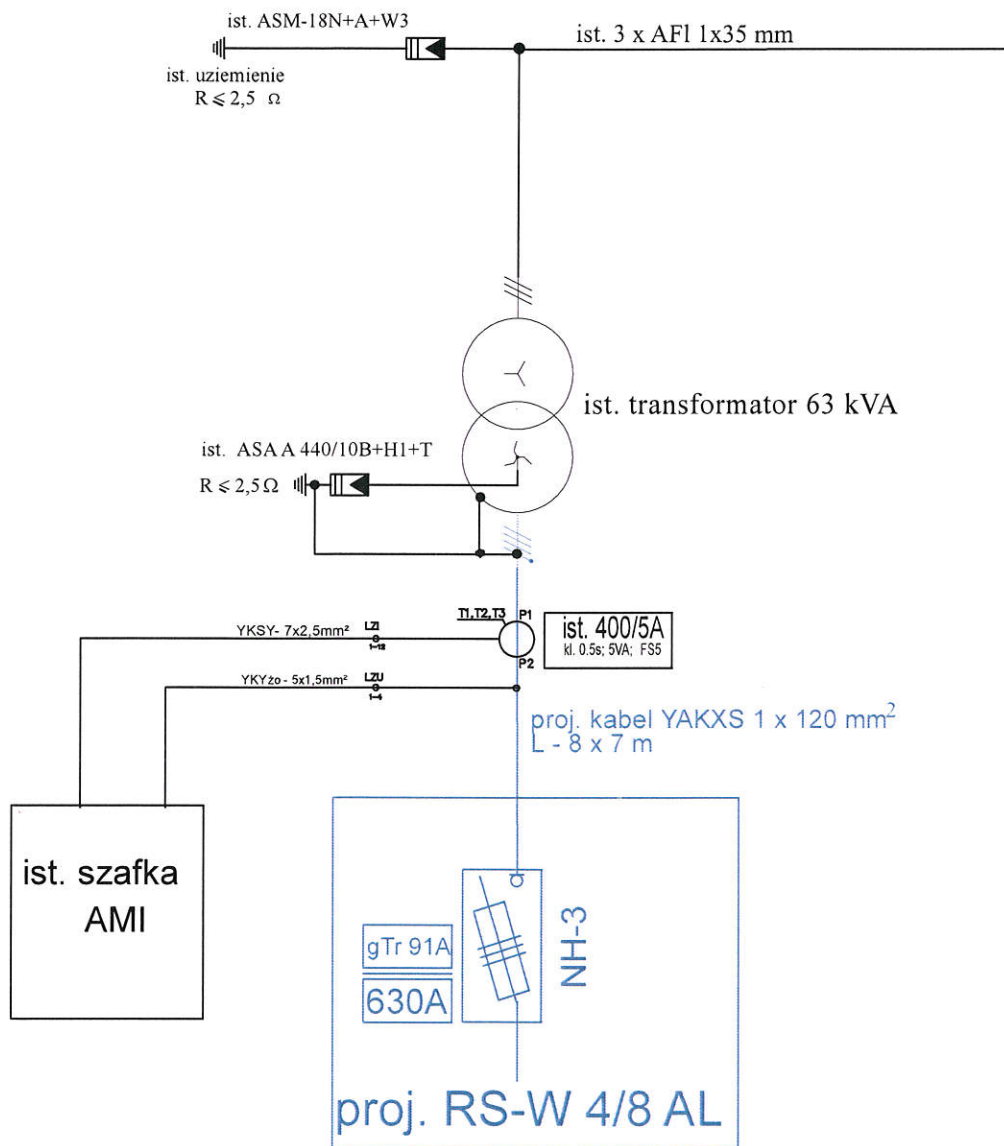 ist. ASM-18N+A+W3
ist. 3 x AFl 1x35 mm
ist. uziemienie
R ⩽ 2,5 Ω
ist. transformator 63 kVA
ist. ASA A 440/10B+H1+T
R ⩽ 2,5 Ω
T1,T2,T3
P1
YKSY- 7x2,5mm²
LZI
1-12
P2
ist. 400/5A
kl. 0.5s; 5VA; FS5
YKYżo - 5x1,5mm²
LZU
proj. kabel YAKXS 1 x 120 mm²
L - 8 x 7 m
ist. szafka
AMI
gTr 91A
630A
NH-3
proj. RS-W 4/8 AL